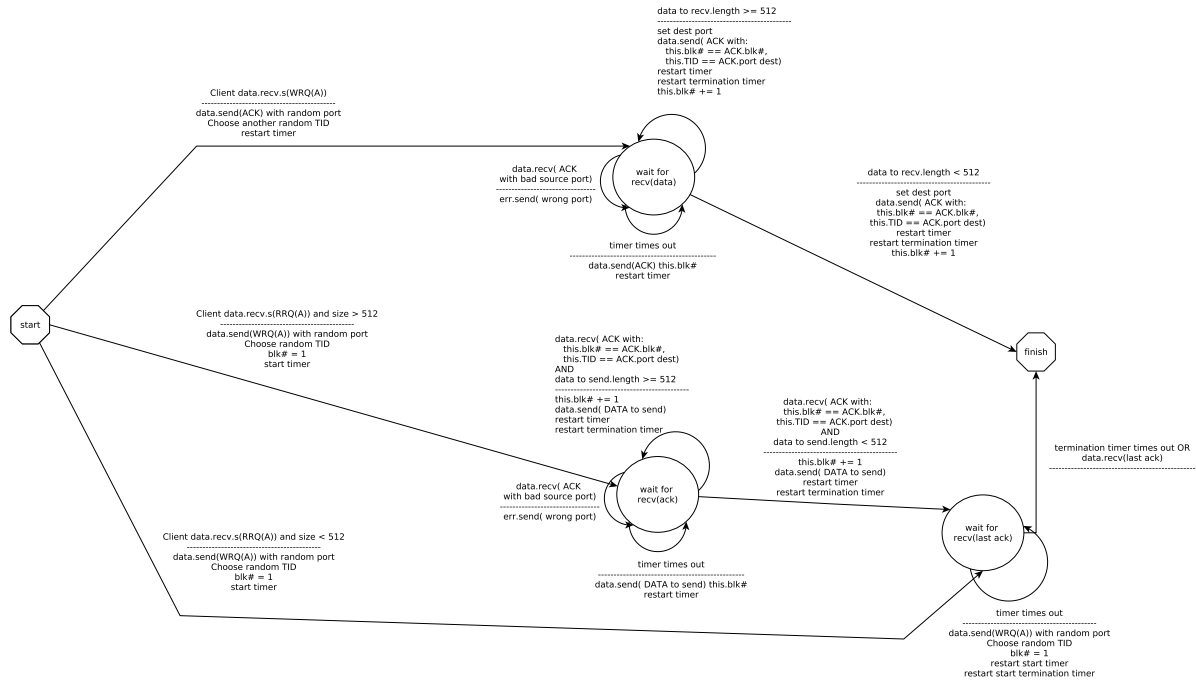 data to recv.length >= 512
--------------------------------------------
set dest port
data.send( ACK with:
this.blk# == ACK.blk#,
this.TID == ACK.port dest)
restart timer
restart termination timer
this.blk# += 1
Client data.recv.s(WRQ(A))
--------------------------------------------
data.send(ACK) with random port
Choose another random TID
restart timer
data.recv( ACK
with bad source port)
--------------------------------
err.send( wrong port)
wait for
recv(data)
data to recv.length < 512
--------------------------------------------
set dest port
data.send( ACK with:
this.blk# == ACK.blk#,
this.TID == ACK.port dest)
restart timer
restart termination timer
this.blk# += 1
timer times out
------------------------------------------------
data.send(ACK) this.blk#
restart timer
start
Client data.recv.s(RRQ(A)) and size > 512
--------------------------------------------
data.send(WRQ(A)) with random port
Choose random TID
blk# = 1
start timer
finish
data.recv( ACK with:
this.blk# == ACK.blk#,
this.TID == ACK.port dest)
AND
data to send.length >= 512
--------------------------------------------
this.blk# += 1
data.send( DATA to send)
restart timer
restart termination timer
data.recv( ACK with:
this.blk# == ACK.blk#,
this.TID == ACK.port dest)
AND
data to send.length < 512
--------------------------------------------
this.blk# += 1
data.send( DATA to send)
restart timer
restart termination timer
termination timer times out OR
data.recv(last ack)
------------------------------------------------
data.recv( ACK
with bad source port)
--------------------------------
err.send( wrong port)
wait for
recv(ack)
wait for
recv(last ack)
Client data.recv.s(RRQ(A)) and size < 512
--------------------------------------------
data.send(WRQ(A)) with random port
Choose random TID
blk# = 1
start timer
timer times out
------------------------------------------------
data.send( DATA to send) this.blk#
restart timer
timer times out
--------------------------------------------
data.send(WRQ(A)) with random port
Choose random TID
blk# = 1
restart start timer
restart start termination timer